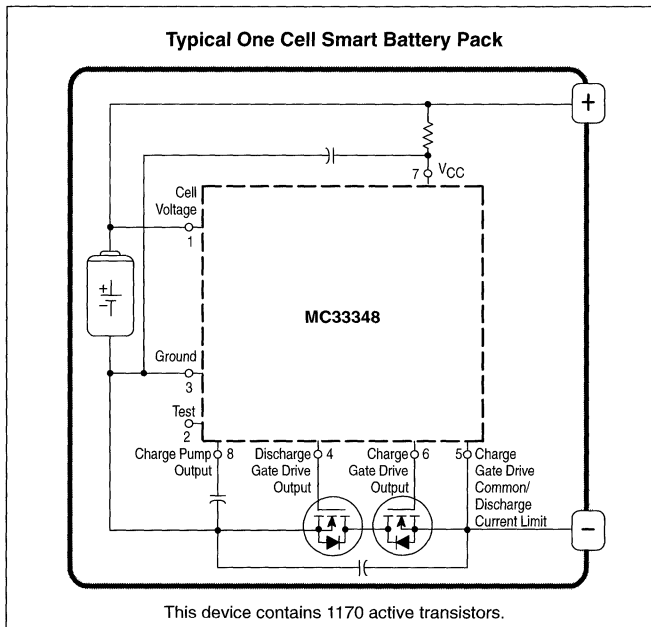 Typical One Cell Smart Battery Pack
+
7 VCC
Cell
Voltage
1
+
−
MC33348
Ground
3
Test
2
Charge Pump 8
Output
Discharge 4
Gate Drive
Output
Charge 6
Gate Drive
Output
5 Charge
Gate Drive
Common/
Discharge
Current Limit
−
This device contains 1170 active transistors.